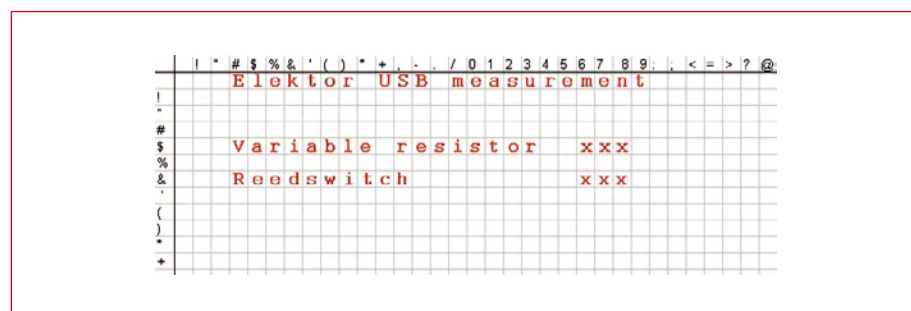 ! " # $ % & ' ( ) * + , - . / 0 1 2 3 4 5 6 7 8 9 : ; < = > ? @
Elektor USB measurement
!
"
#
$ Variable resistor xxx
%
& Reedswitch xxx
'
(
)
*
+